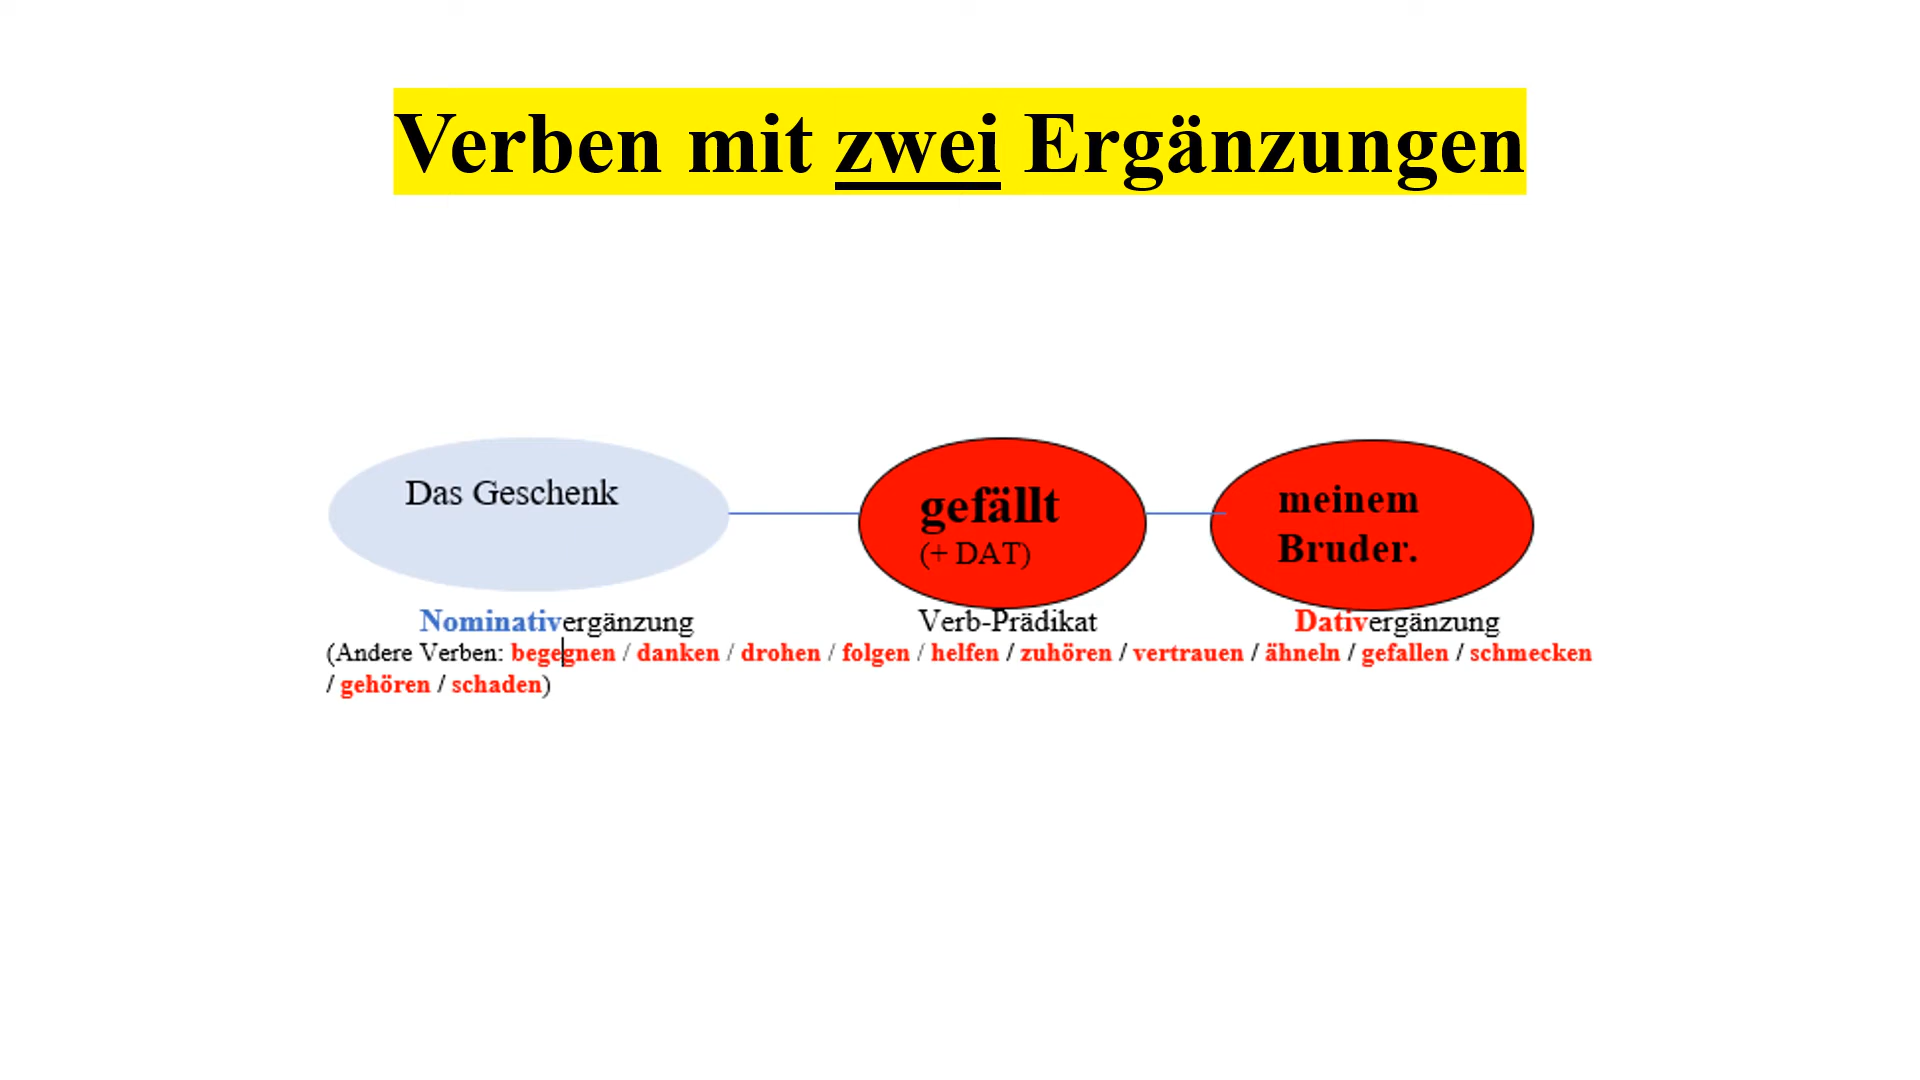 Verben mit zwei Ergänzungen
Das Geschenk
gefällt
(+ DAT)
meinem
Bruder.
Nominativergänzung
Verb-Prädikat
Dativergänzung
(Andere Verben: begegnen / danken / drohen / folgen / helfen / zuhören / vertrauen / ähneln / gefallen / schmecken
/ gehören / schaden)